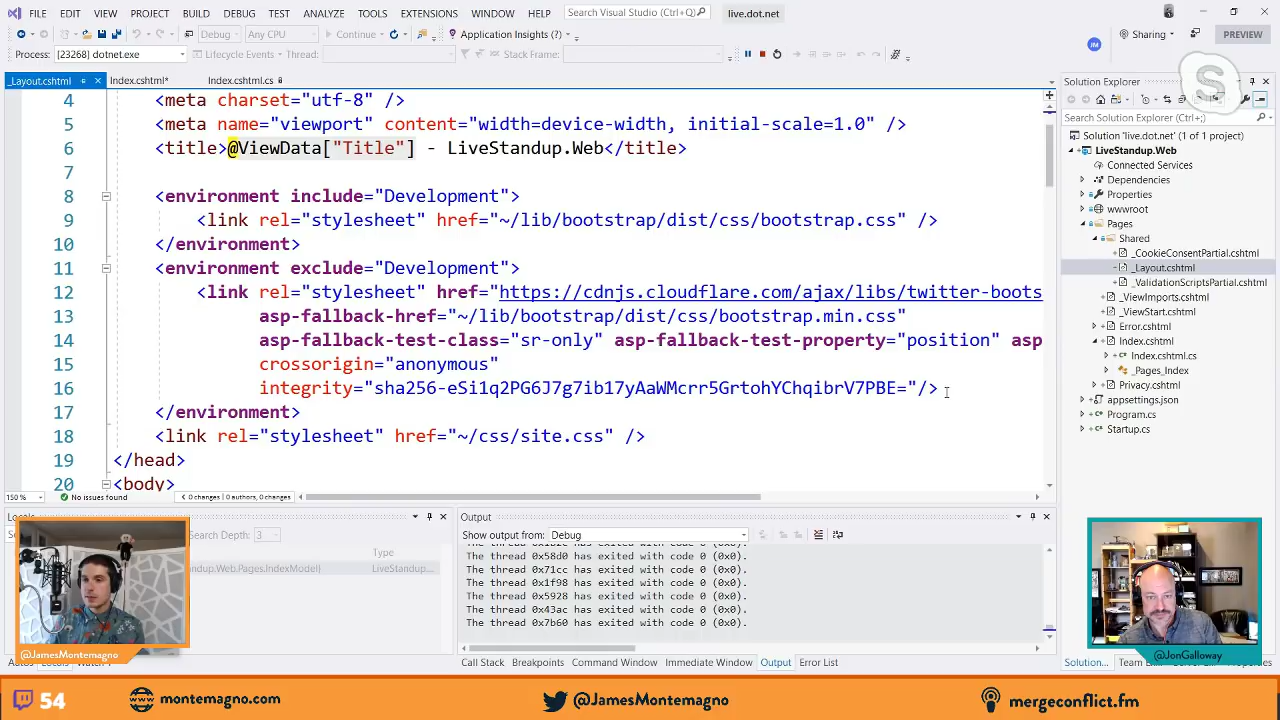 FILE EDIT VIEW PROJECT BUILD DEBUG TEST ANALYZE TOOLS EXTENSIONS WINDOW HELP Search Visual Studio (Ctrl+Q) live.dot.net
Debug Any CPU Continue Application Insights (?) Sharing PREVIEW
Process: [23268] dotnet.exe Lifecycle Events Thread: Stack Frame: JM
_Layout.cshtml Index.cshtml* Index.cshtml.cs Solution Explorer
4 <meta charset="utf-8" />
5 <meta name="viewport" content="width=device-width, initial-scale=1.0" />
6 <title>@ViewData["Title"] - LiveStandup.Web</title>
7
8 <environment include="Development">
9 <link rel="stylesheet" href="~/lib/bootstrap/dist/css/bootstrap.css" />
10 </environment>
11 <environment exclude="Development">
12 <link rel="stylesheet" href="https://cdnjs.cloudflare.com/ajax/libs/twitter-boots
13 asp-fallback-href="~/lib/bootstrap/dist/css/bootstrap.min.css"
14 asp-fallback-test-class="sr-only" asp-fallback-test-property="position" asp
15 crossorigin="anonymous"
16 integrity="sha256-eSi1q2PG6J7g7ib17yAaWMcrr5GrtohYChqibrV7PBE="/>
17 </environment>
18 <link rel="stylesheet" href="~/css/site.css" />
19 </head>
20 <body>
150 % No issues found 0 changes | 0 authors, 0 changes
Search Solution Explorer (Ctrl+;)
Solution 'live.dot.net' (1 of 1 project)
LiveStandup.Web
Connected Services
Dependencies
Properties
wwwroot
Pages
Shared
_CookieConsentPartial.cshtml
_Layout.cshtml
_ValidationScriptsPartial.cshtml
_ViewImports.cshtml
_ViewStart.cshtml
Error.cshtml
Index.cshtml
Index.cshtml.cs
_Pages_Index
Privacy.cshtml
appsettings.json
Program.cs
Startup.cs
Locals
Search Depth: 3
Type
ndup.Web.Pages.IndexModel} LiveStandup...
Output
Show output from: Debug
The thread 0x58d0 has exited with code 0 (0x0).
The thread 0x71cc has exited with code 0 (0x0).
The thread 0x1f98 has exited with code 0 (0x0).
The thread 0x5928 has exited with code 0 (0x0).
The thread 0x43ac has exited with code 0 (0x0).
The thread 0x7b60 has exited with code 0 (0x0).
Call Stack Breakpoints Command Window Immediate Window Output Error List
Solution...
@JamesMontemagno
@JonGalloway
54 montemagno.com @JamesMontemagno mergeconflict.fm